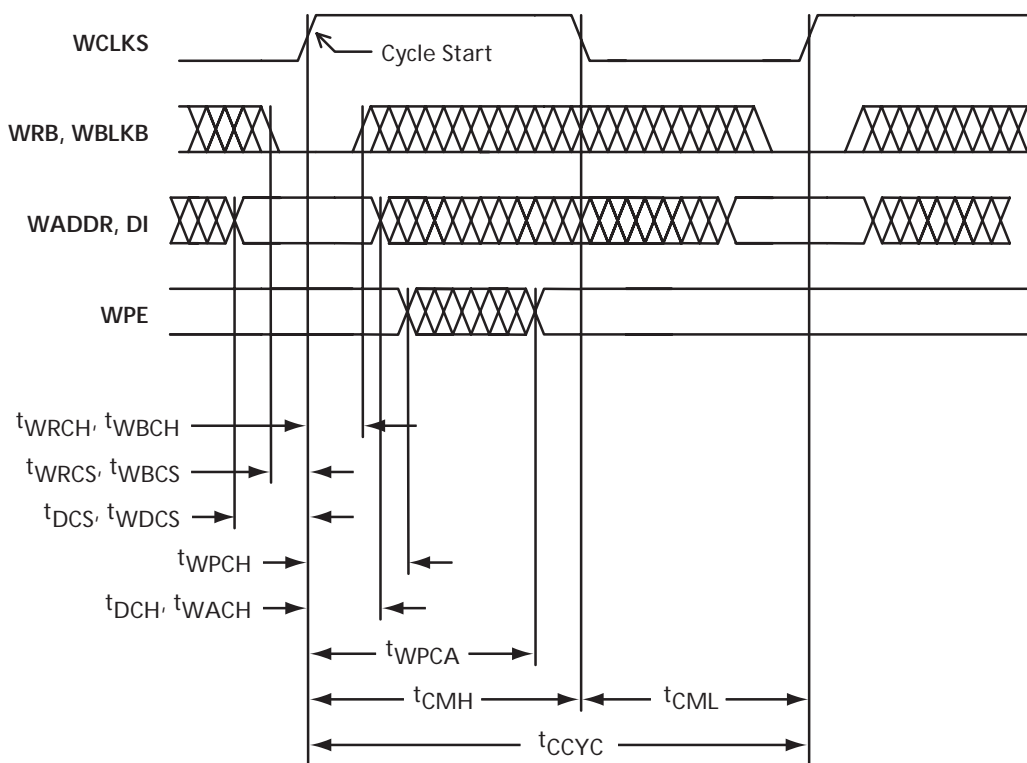 WCLKS
Cycle Start
WRB, WBLKB
WADDR, DI
WPE
tWRCH, tWBCH
tWRCS, tWBCS
tDCS, tWDCS
tWPCH
tDCH, tWACH
tWPCA
tCMH
tCML
tCCYC